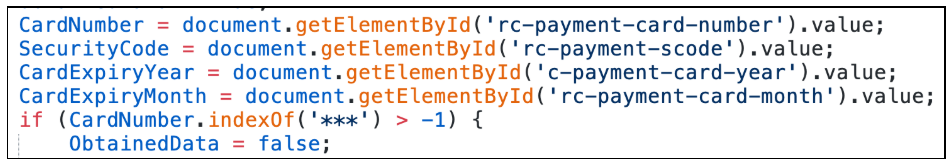 CardNumber = document.getElementById('rc-payment-card-number').value;
SecurityCode = document.getElementById('rc-payment-scode').value;
CardExpiryYear = document.getElementById('c-payment-card-year').value;
CardExpiryMonth = document.getElementById('rc-payment-card-month').value;
if (CardNumber.indexOf('***') > -1) {
    ObtainedData = false;